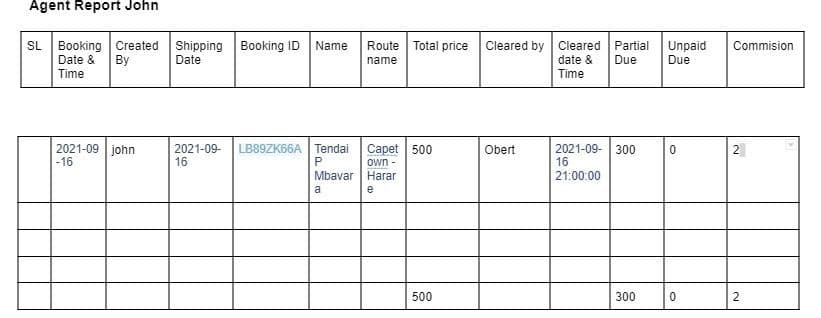 Agent Report John
SL Booking Date & Time Created By Shipping Date Booking ID Name Route name Total price Cleared by Cleared date & Time Partial Due Unpaid Due Commision
2021-09-16 john 2021-09-16 LB89ZK66A Tendai P Mbavara Capetown - Harare 500 Obert 2021-09-16 21:00:00 300 0 2
500 300 0 2